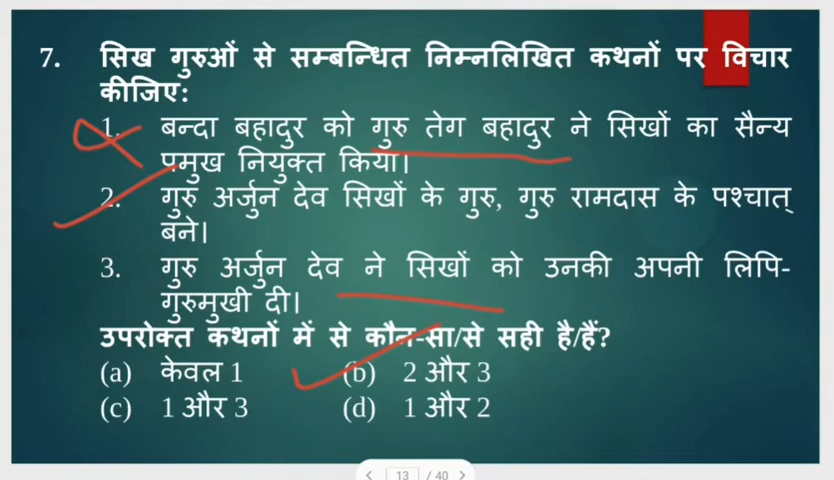 7. सिख गुरुओं से सम्बन्धित निम्नलिखित कथनों पर विचार
कीजिए:
1. बन्दा बहादुर को गुरु तेग बहादुर ने सिखों का सैन्य
प्रमुख नियुक्त किया।
2. गुरु अर्जुन देव सिखों के गुरु, गुरु रामदास के पश्चात्
बने।
3. गुरु अर्जुन देव ने सिखों को उनकी अपनी लिपि-
गुरुमुखी दी।
उपरोक्त कथनों में से कौन-सा/से सही है/हैं?
(a) केवल 1 (b) 2 और 3
(c) 1 और 3 (d) 1 और 2
< 13 / 40 >